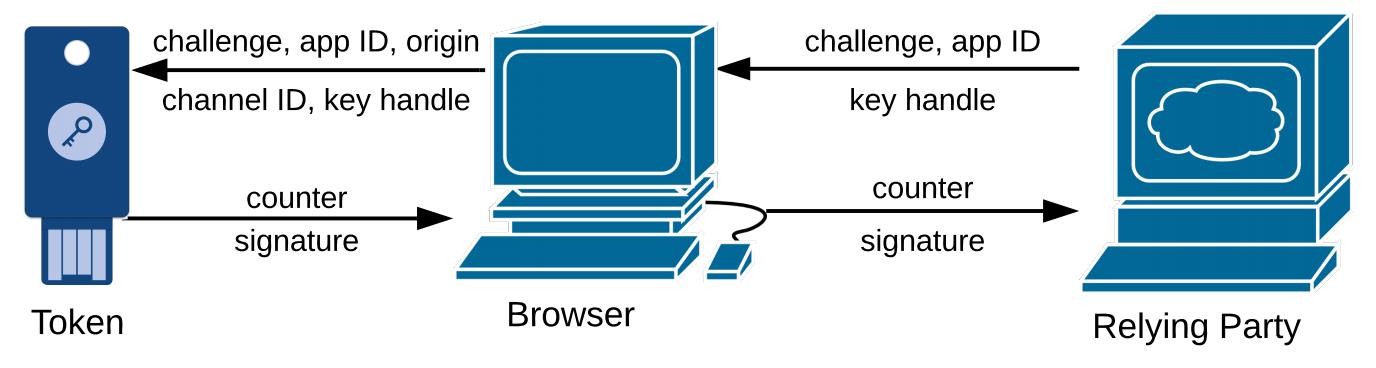 challenge, app ID, origin
channel ID, key handle
challenge, app ID
key handle
counter
signature
counter
signature
Token
Browser
Relying Party